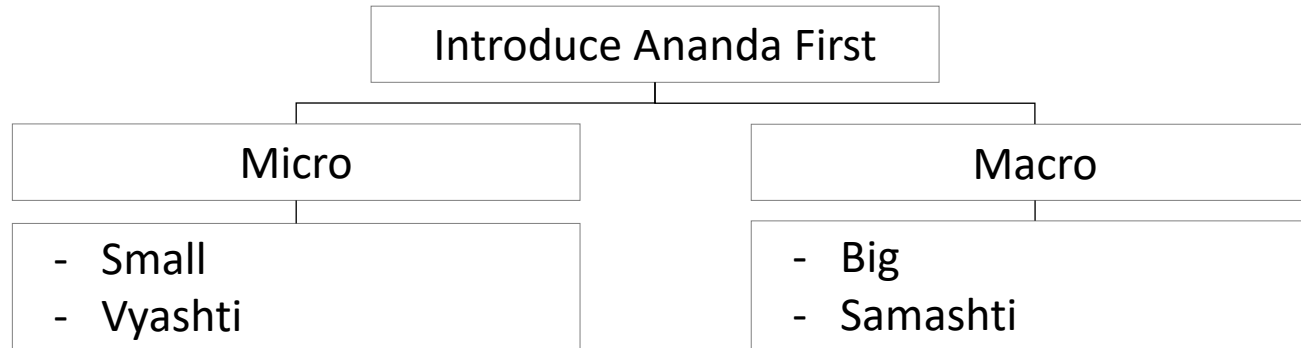 Introduce Ananda First
Micro
Macro
- Small
- Vyashti
- Big
- Samashti